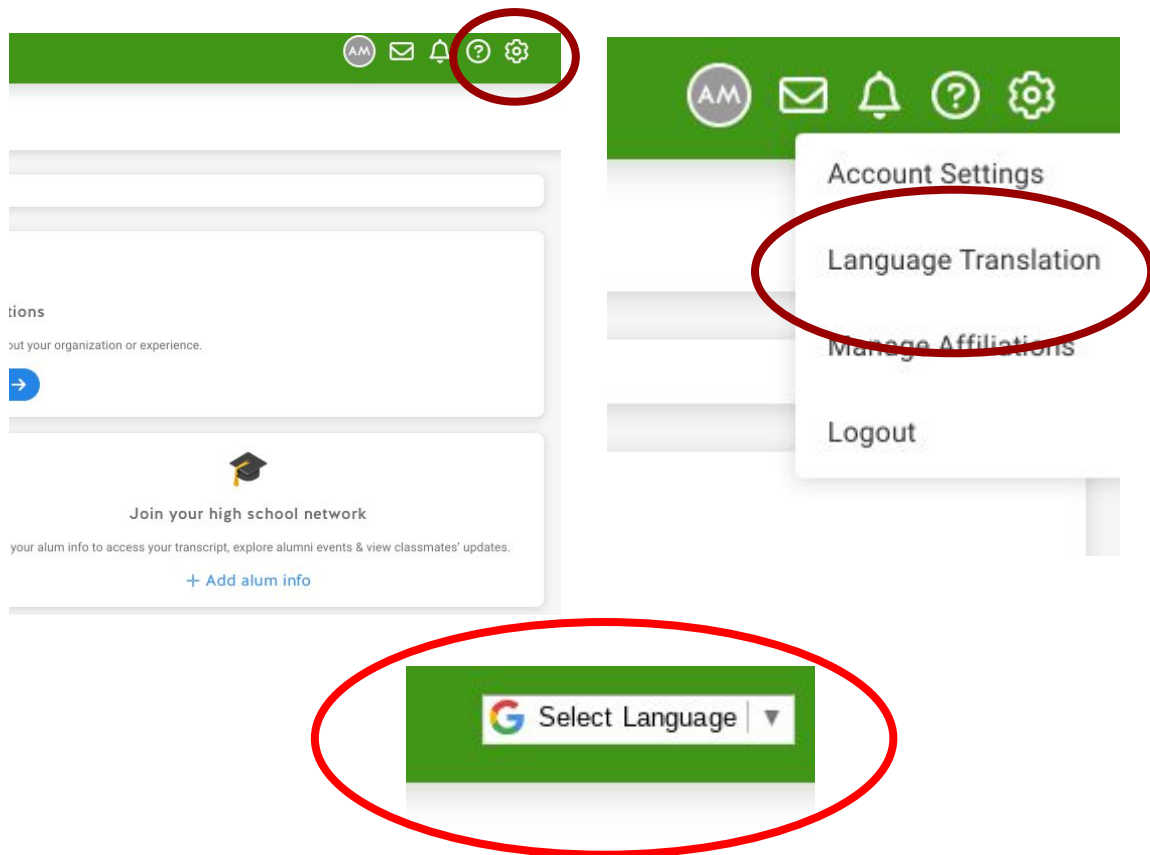 AM
tions
out your organization or experience.
Join your high school network
your alum info to access your transcript, explore alumni events & view classmates' updates.
+ Add alum info
AM
Account Settings
Language Translation
Manage Affiliations
Logout
G Select Language ▼